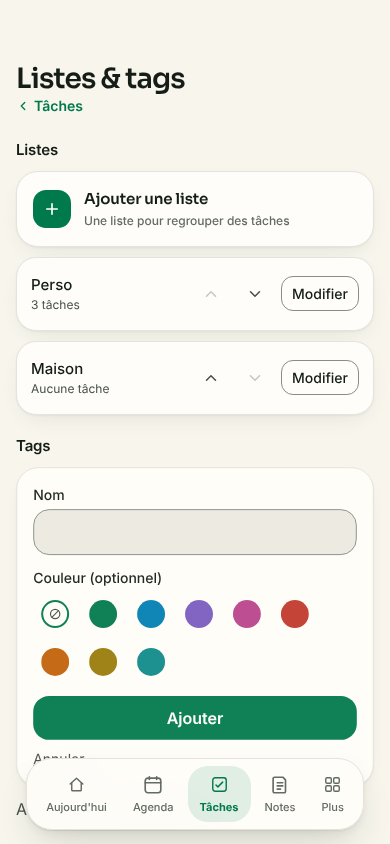 Listes & tags
Tâches
Listes
Ajouter une liste
Une liste pour regrouper des tâches
Perso
3 tâches
Modifier
Maison
Aucune tâche
Modifier
Tags
Nom
Couleur (optionnel)
Ajouter
Annuler
Aujourd'hui
Agenda
Tâches
Notes
Plus